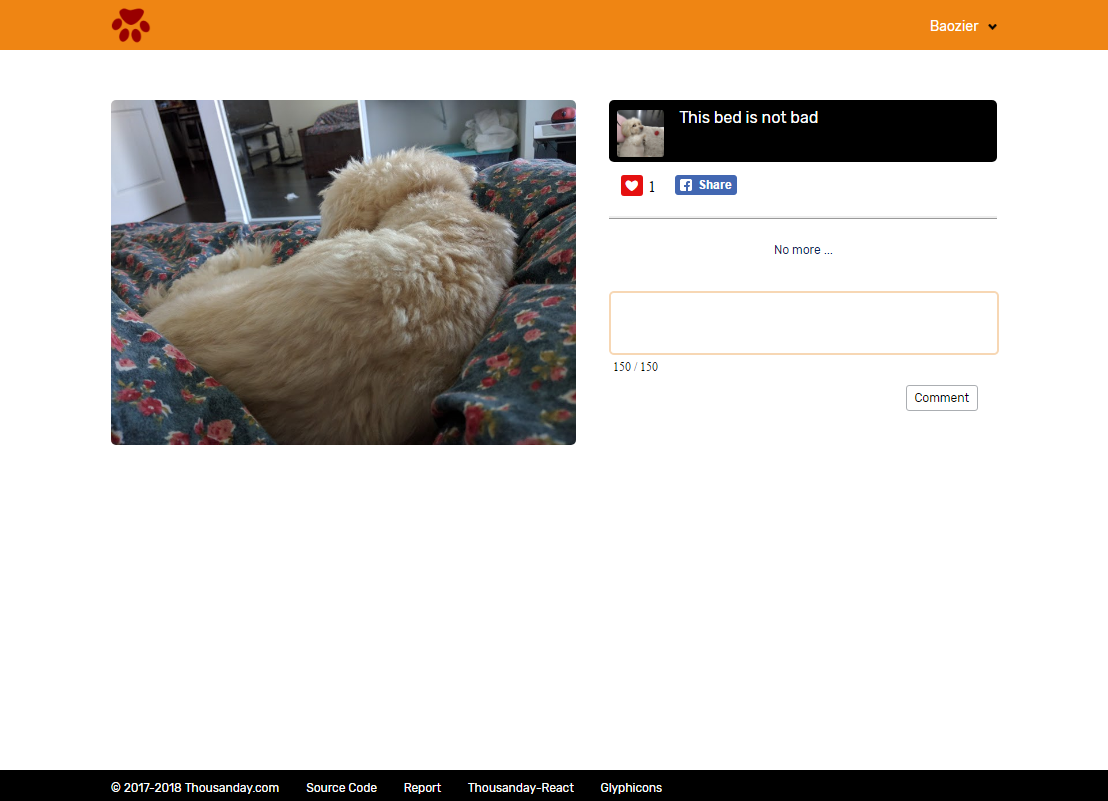 Baozier
This bed is not bad
1
Share
No more ...
150 / 150
Comment
© 2017-2018 Thousanday.com Source Code Report Thousanday-React Glyphicons